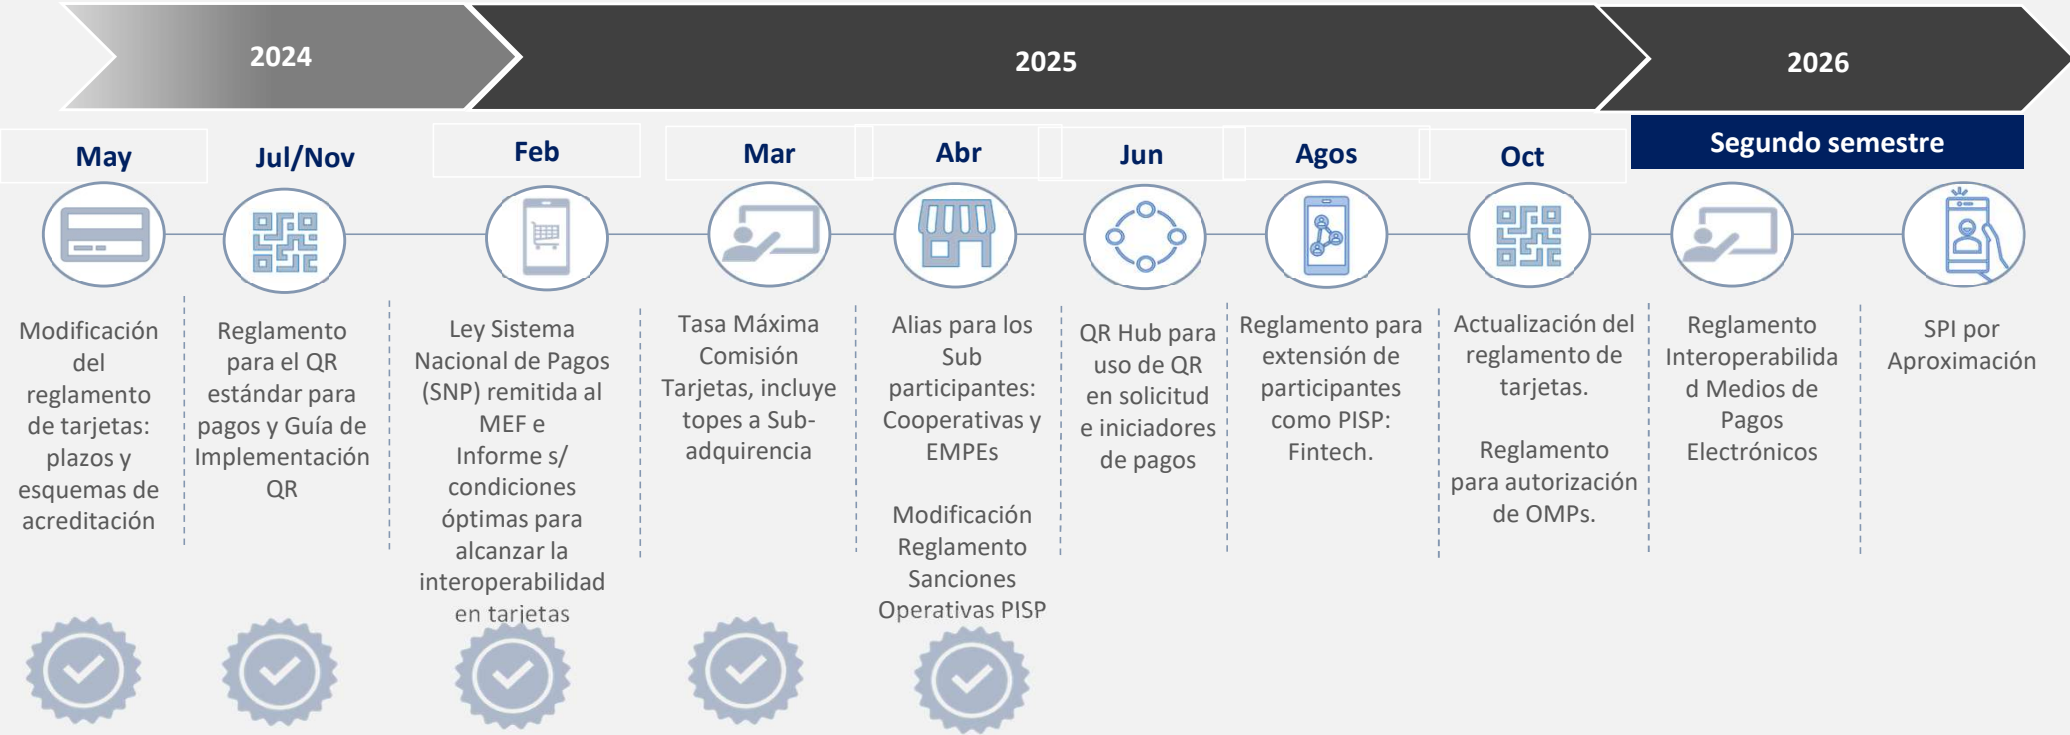 2024
2025
2026
May
Jul/Nov
Feb
Mar
Abr
Jun
Agos
Oct
Segundo semestre
Modificación
del
reglamento
de tarjetas:
plazos y
esquemas de
acreditación
Reglamento
para el QR
estándar para
pagos y Guía de
Implementación
QR
Ley Sistema
Nacional de Pagos
(SNP) remitida al
MEF e
Informe s/
condiciones
óptimas para
alcanzar la
interoperabilidad
en tarjetas
Tasa Máxima
Comisión
Tarjetas, incluye
topes a Sub-
adquirencia
Alias para los
Sub
participantes:
Cooperativas y
EMPEs
Modificación
Reglamento
Sanciones
Operativas PISP
QR Hub para
uso de QR
en solicitud
e iniciadores
de pagos
Reglamento para
extensión de
participantes
como PISP:
Fintech.
Actualización del
reglamento de
tarjetas.
Reglamento
para autorización
de OMPs.
Reglamento
Interoperabilida
d Medios de
Pagos
Electrónicos
SPI por
Aproximación